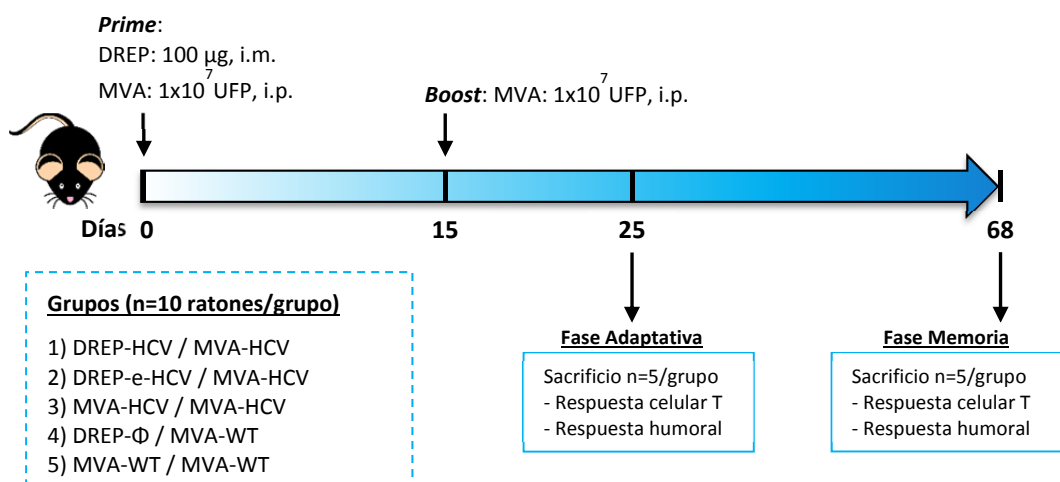 Prime:
DREP: 100 µg, i.m.
MVA: 1x10⁷ UFP, i.p.
Boost: MVA: 1x10⁷ UFP, i.p.
Días 0 15 25 68
Grupos (n=10 ratones/grupo)
1) DREP-HCV / MVA-HCV
2) DREP-e-HCV / MVA-HCV
3) MVA-HCV / MVA-HCV
4) DREP-Φ / MVA-WT
5) MVA-WT / MVA-WT
Fase Adaptativa
Sacrificio n=5/grupo
- Respuesta celular T
- Respuesta humoral
Fase Memoria
Sacrificio n=5/grupo
- Respuesta celular T
- Respuesta humoral